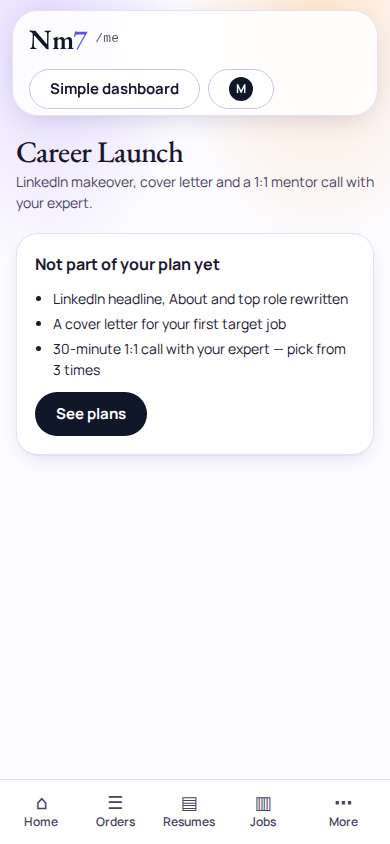 Nm7 /me
Simple dashboard M
Career Launch
LinkedIn makeover, cover letter and a 1:1 mentor call with
your expert.
Not part of your plan yet
• LinkedIn headline, About and top role rewritten
• A cover letter for your first target job
• 30-minute 1:1 call with your expert — pick from
3 times
See plans
Home Orders Resumes Jobs More